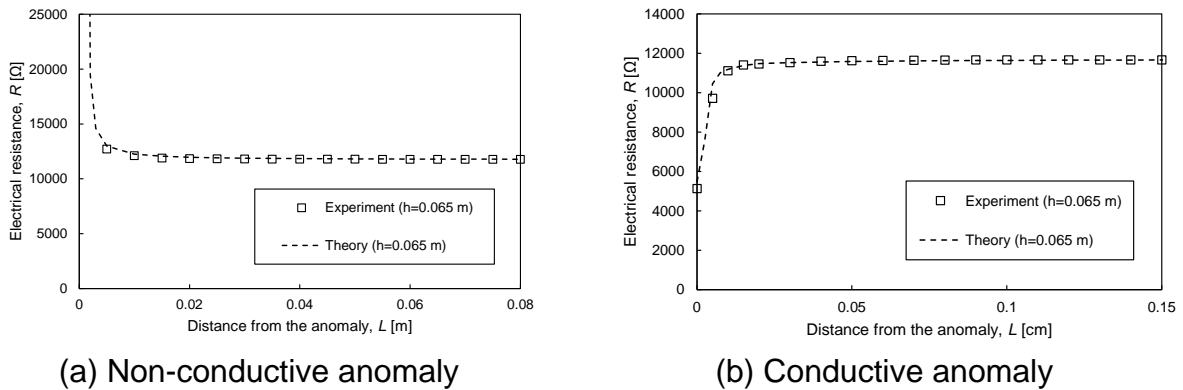 25000
20000
15000
10000
5000
0
Electrical resistance, R [Ω]
Experiment (h=0.065 m)
Theory (h=0.065 m)
0 0.02 0.04 0.06 0.08
Distance from the anomaly, L [m]
(a) Non-conductive anomaly
14000
12000
10000
8000
6000
4000
2000
0
Electrical resistance, R [Ω]
Experiment (h=0.065 m)
Theory (h=0.065 m)
0 0.05 0.1 0.15
Distance from the anomaly, L [cm]
(b) Conductive anomaly